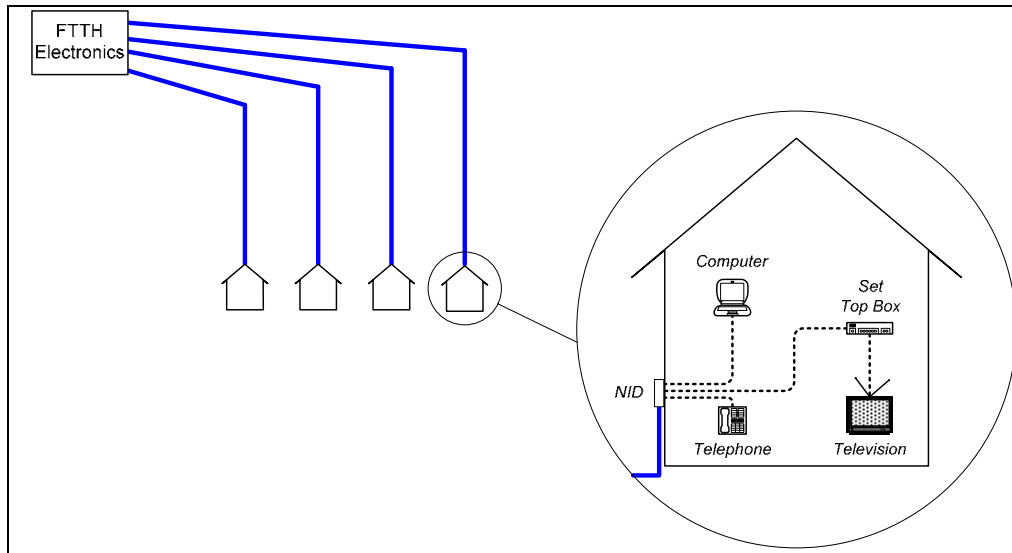 FTTH
Electronics
Computer
Set
Top Box
NID
Telephone
Television